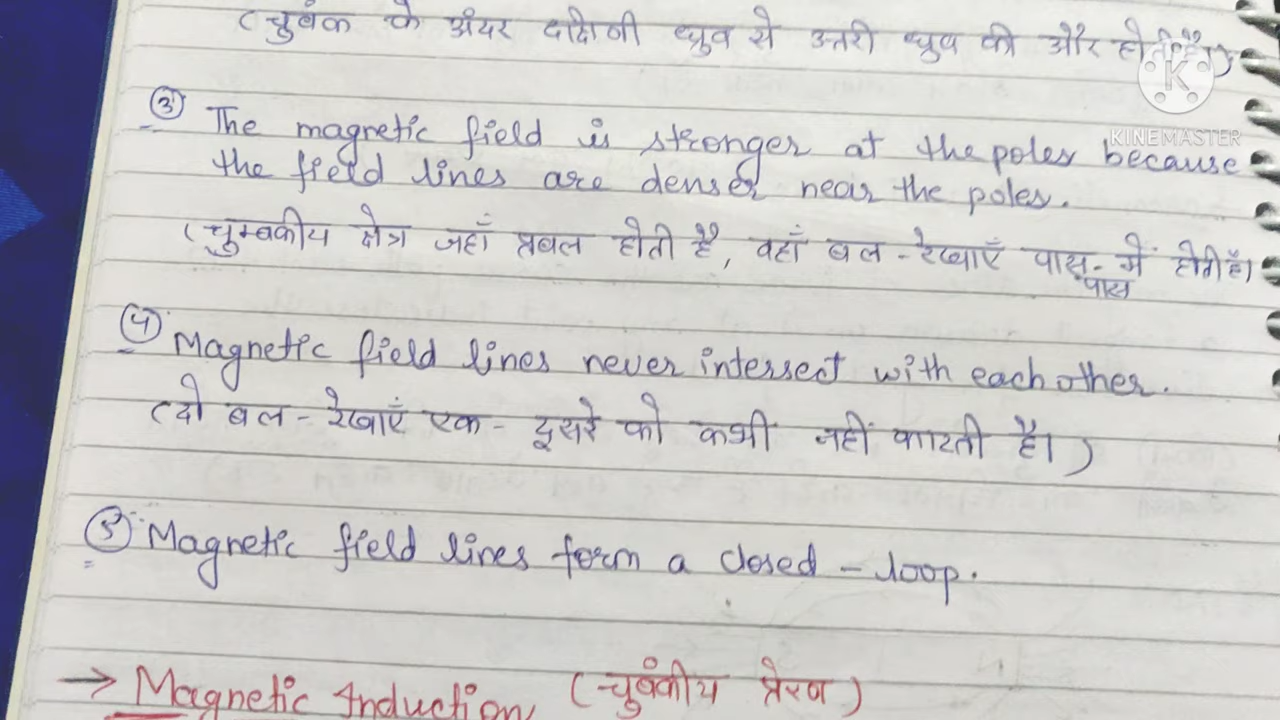 (चुबंक के अंदर दक्षिणी ध्रुव से उत्तरी ध्रुव की ओर होती है)
K
KINEMASTER
③ The magnetic field is stronger at the poles because
the field lines are denser near the poles.
(चुम्बकीय क्षेत्र जहाँ प्रबल होती है, वहाँ बल-रेखाएँ पास-में होती है।
पास
④ Magnetic field lines never intersect with each other.
(दो बल-रेखाएँ एक-दूसरे को कभी नहीं काटती है।)
⑤ Magnetic field lines form a closed-loop.
→ Magnetic Induction (चुबंकीय प्रेरण)